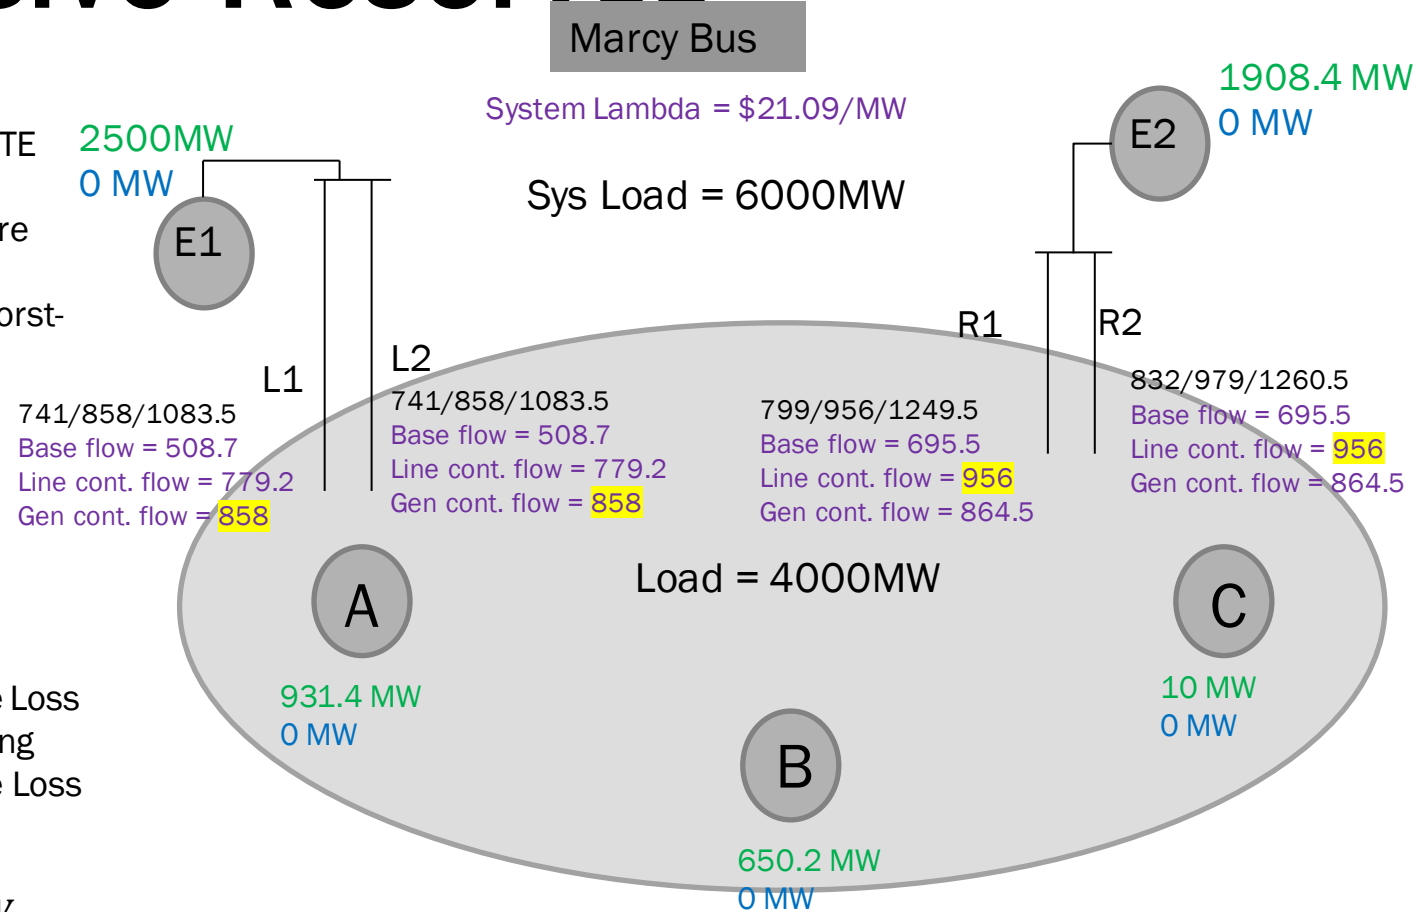 Marcy Bus
System Lambda = $21.09/MW
Sys Load = 6000MW
TE
re
orst-
2500MW
0 MW
E1
1908.4 MW
0 MW
E2
L1
L2
R1
R2
741/858/1083.5
Base flow = 508.7
Line cont. flow = 779.2
Gen cont. flow = 858
741/858/1083.5
Base flow = 508.7
Line cont. flow = 779.2
Gen cont. flow = 858
799/956/1249.5
Base flow = 695.5
Line cont. flow = 956
Gen cont. flow = 864.5
832/979/1260.5
Base flow = 695.5
Line cont. flow = 956
Gen cont. flow = 864.5
Load = 4000MW
A
931.4 MW
0 MW
B
650.2 MW
0 MW
C
10 MW
0 MW
e Loss
ng
e Loss